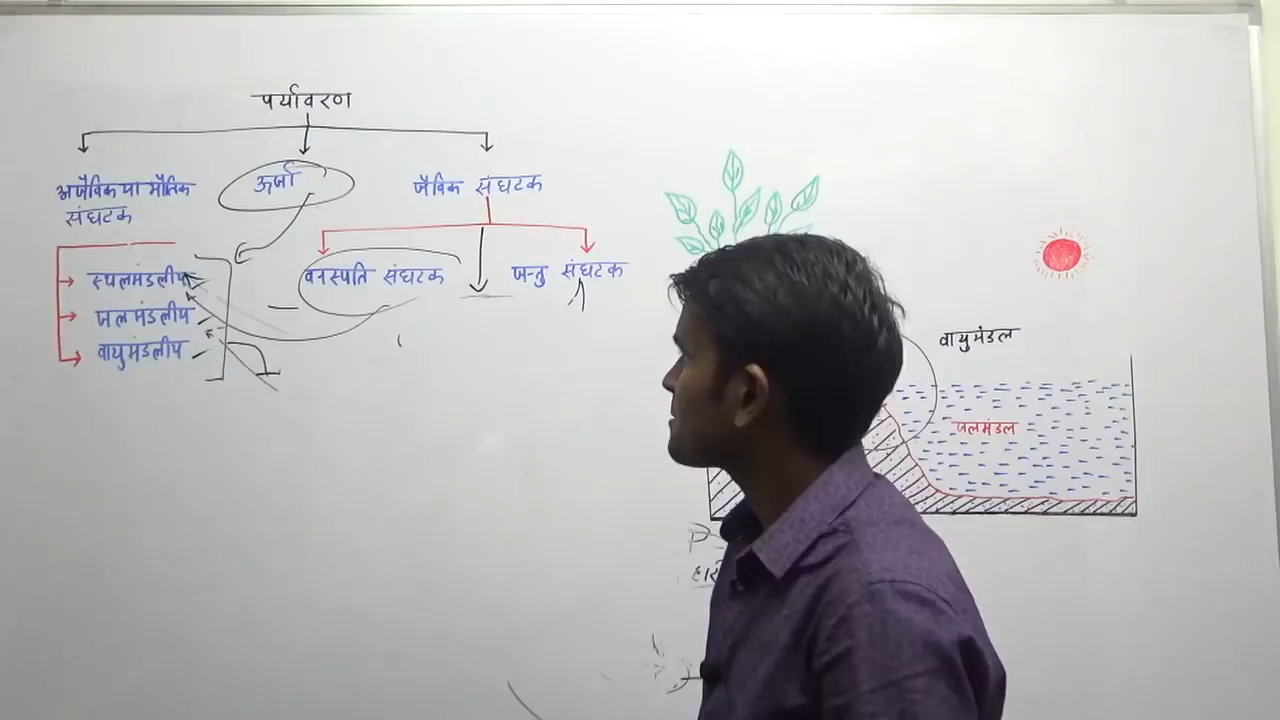 पर्यावरण
अजैविक या भौतिक
संघटक
ऊर्जा
जैविक संघटक
स्थलमंडलीय
जलमंडलीय
वायुमंडलीय
वनस्पति संघटक
जन्तु संघटक
वायुमंडल
जलमंडल